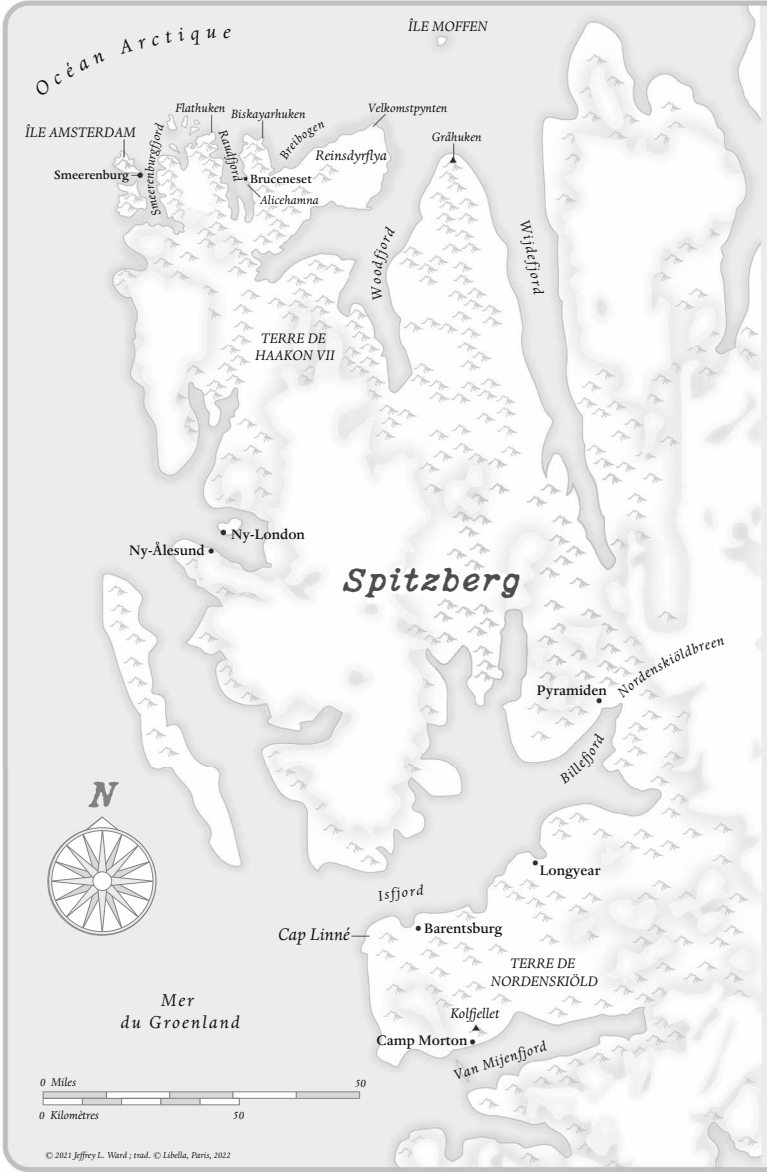 Océan Arctique
ÎLE MOFFEN
Flathuken
Biskayarhuken
Velkomstpynten
ÎLE AMSTERDAM
Smeerenburgfjord
Raudfjord
Breibogen
Reinsdyrflya
Gråhuken
Smeerenburg
Bruceneset
Alicehamna
Woodfjord
Wijdefjord
TERRE DE
HAAKON VII
Ny-London
Ny-Ålesund
Spitzberg
Nordenskiöldbreen
Pyramiden
Billefjord
N
Longyear
Isfjord
Cap Linné
Barentsburg
TERRE DE
NORDENSKIÖLD
Mer
du Groenland
Kolfjellet
Camp Morton
Van Mijenfjord
0 Miles 50
0 Kilomètres 50
© 2021 Jeffrey L. Ward ; trad. © Libella, Paris, 2022